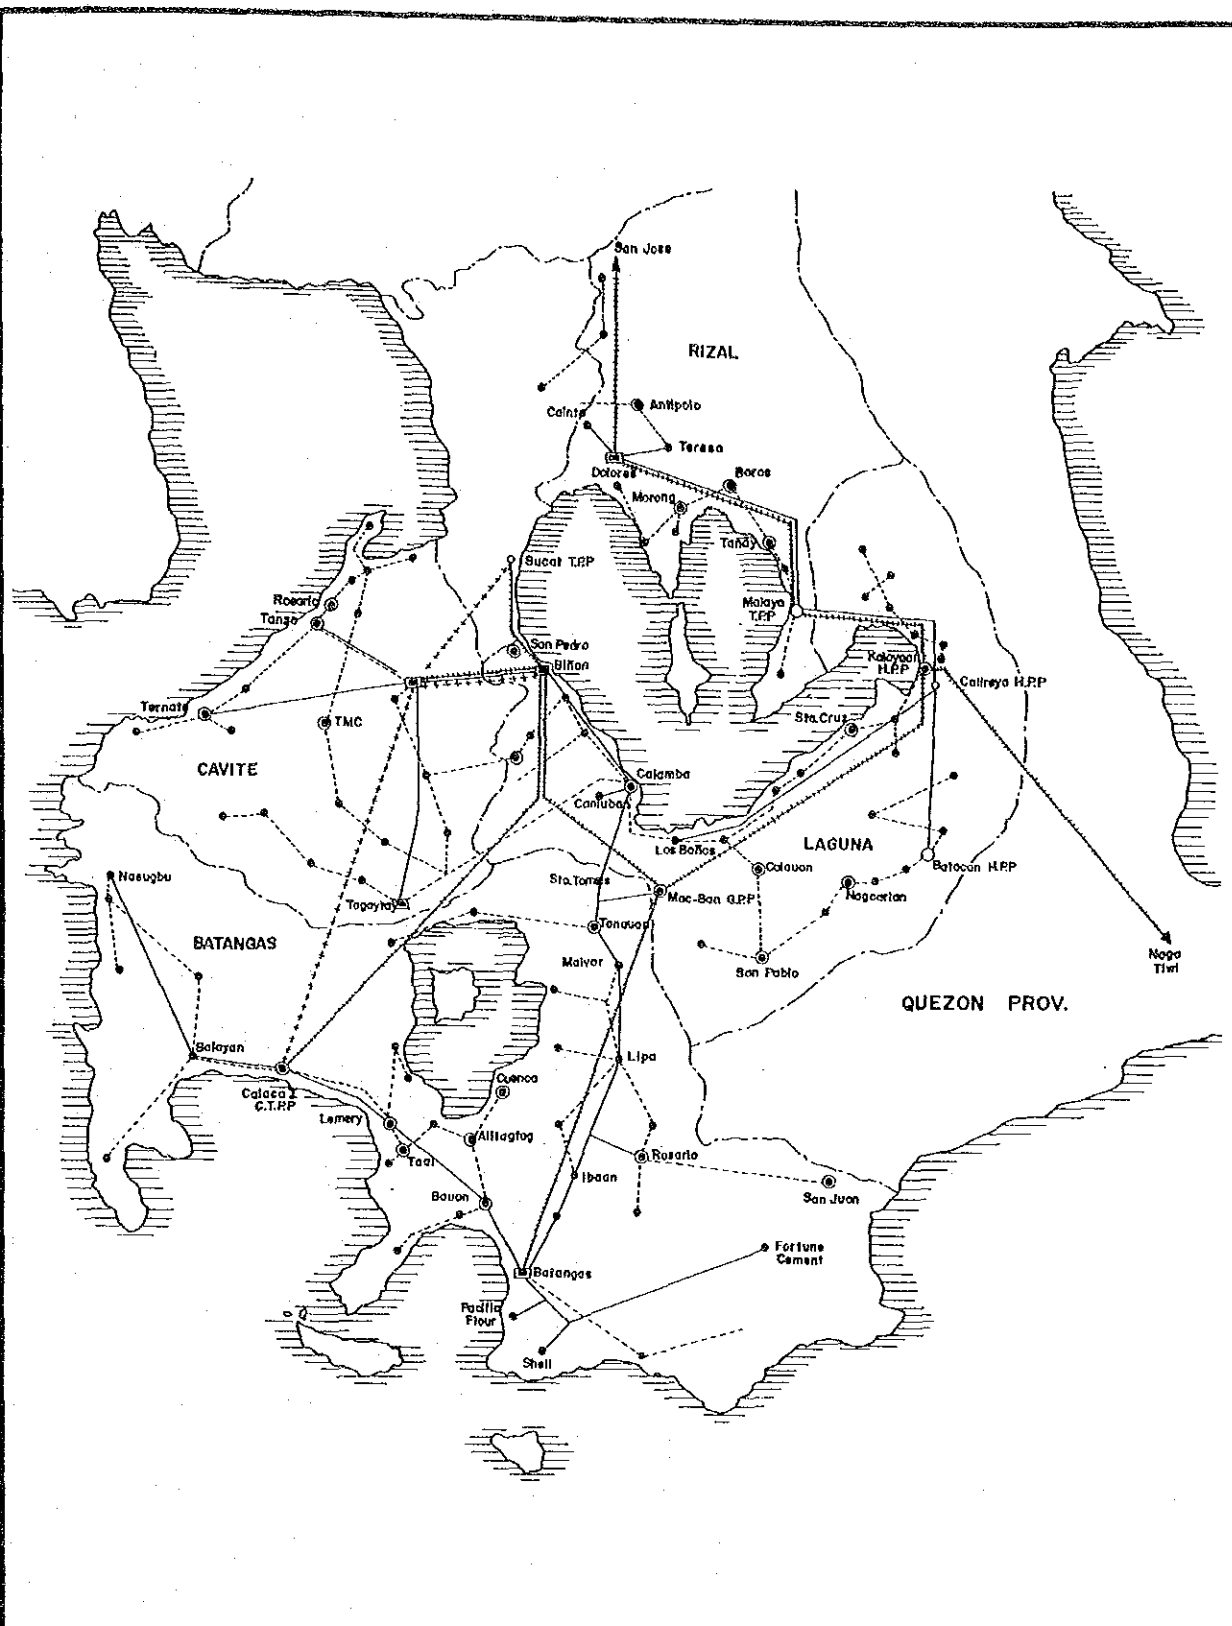 San Jose
RIZAL
Antipolo
Cainta
Teresa
Dolores
Baras
Morong
Tanay
Sucat T.P.P
Malaya
T.P.P
Rosario
Tanza
San Pedro
Biñan
Kalayaan
H.P.P
Caliraya H.P.P
Ternate
TMC
Sta. Cruz
CAVITE
Calamba
Canlubang
Los Baños
LAGUNA
Calauan
Batocan H.P.P
Nasugbu
Sto. Tomas
Mac-Ban G.P.P
Nagcarlan
Tagaytay
Tanauan
BATANGAS
Malvar
San Pablo
Naga
Tiwi
QUEZON PROV.
Balayan
Lipa
Calaca I
C.T.P.P
Cuenca
Lemery
Alitagtag
Taal
Rosario
Ibaan
San Juan
Bauan
Fortune
Cement
Batangas
Pacific
Flour
Shell